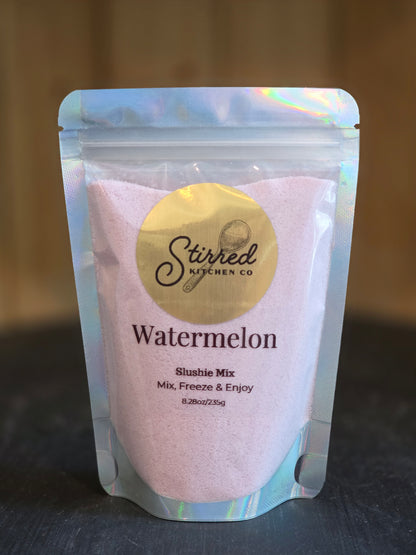 Stirred
KITCHEN CO
Watermelon
Slushie Mix
Mix, Freeze & Enjoy
8.28oz/235g